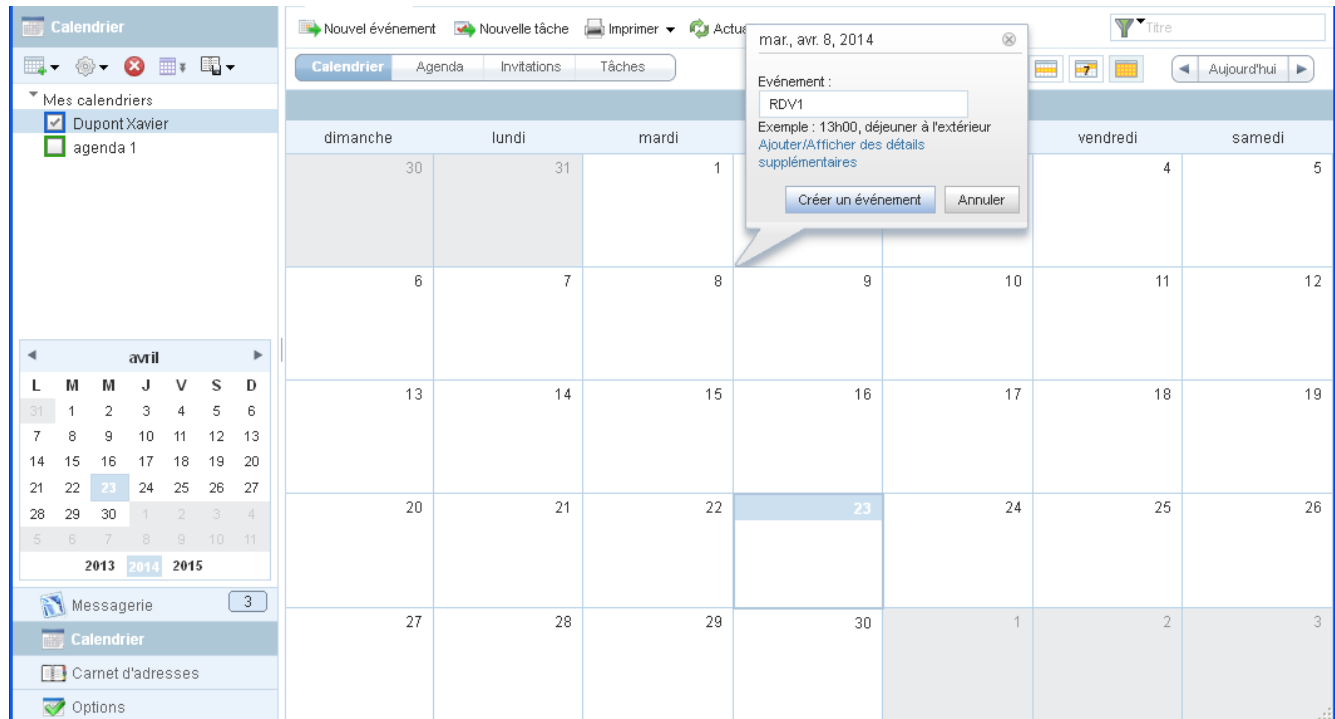 Calendrier
Mes calendriers
Dupont Xavier
agenda 1
avril
L M M J V S D
31 1 2 3 4 5 6
7 8 9 10 11 12 13
14 15 16 17 18 19 20
21 22 23 24 25 26 27
28 29 30 1 2 3 4
5 6 7 8 9 10 11
2013 2014 2015
Messagerie 3
Calendrier
Carnet d'adresses
Options
Nouvel événement Nouvelle tâche Imprimer Actua
Titre
Calendrier Agenda Invitations Tâches
7 Aujourd'hui
mar., avr. 8, 2014
Evénement :
RDV1
Exemple : 13h00, déjeuner à l'extérieur
Ajouter/Afficher des détails
supplémentaires
Créer un événement Annuler
dimanche lundi mardi vendredi samedi
30 31 1 4 5
6 7 8 9 10 11 12
13 14 15 16 17 18 19
20 21 22 23 24 25 26
27 28 29 30 1 2 3